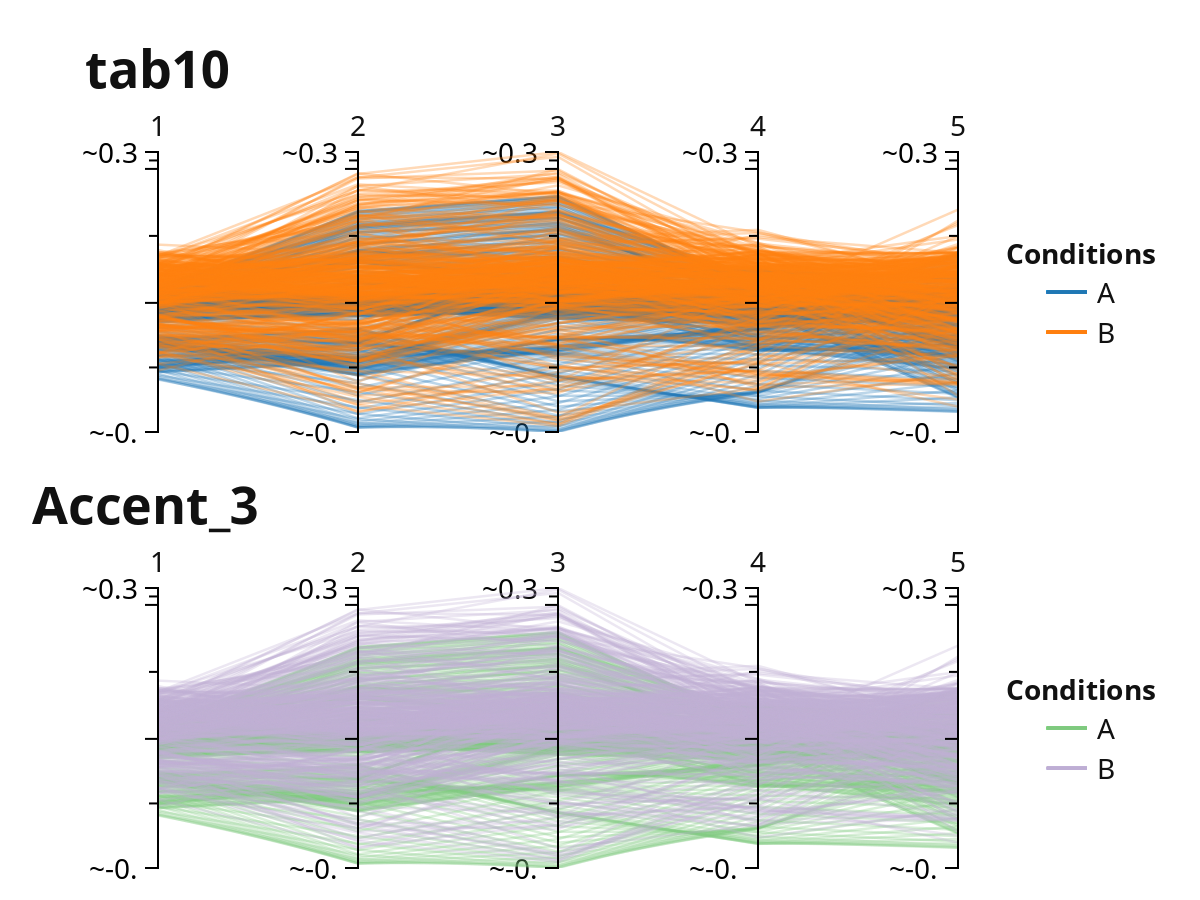 tab10
1 2 3 4 5
~0.3 ~0.3 ~0.3 ~0.3 ~0.3
Conditions
A
B
~-0. ~-0. ~-0. ~-0. ~-0.
Accent_3
1 2 3 4 5
~0.3 ~0.3 ~0.3 ~0.3 ~0.3
Conditions
A
B
~-0. ~-0. ~-0. ~-0. ~-0.